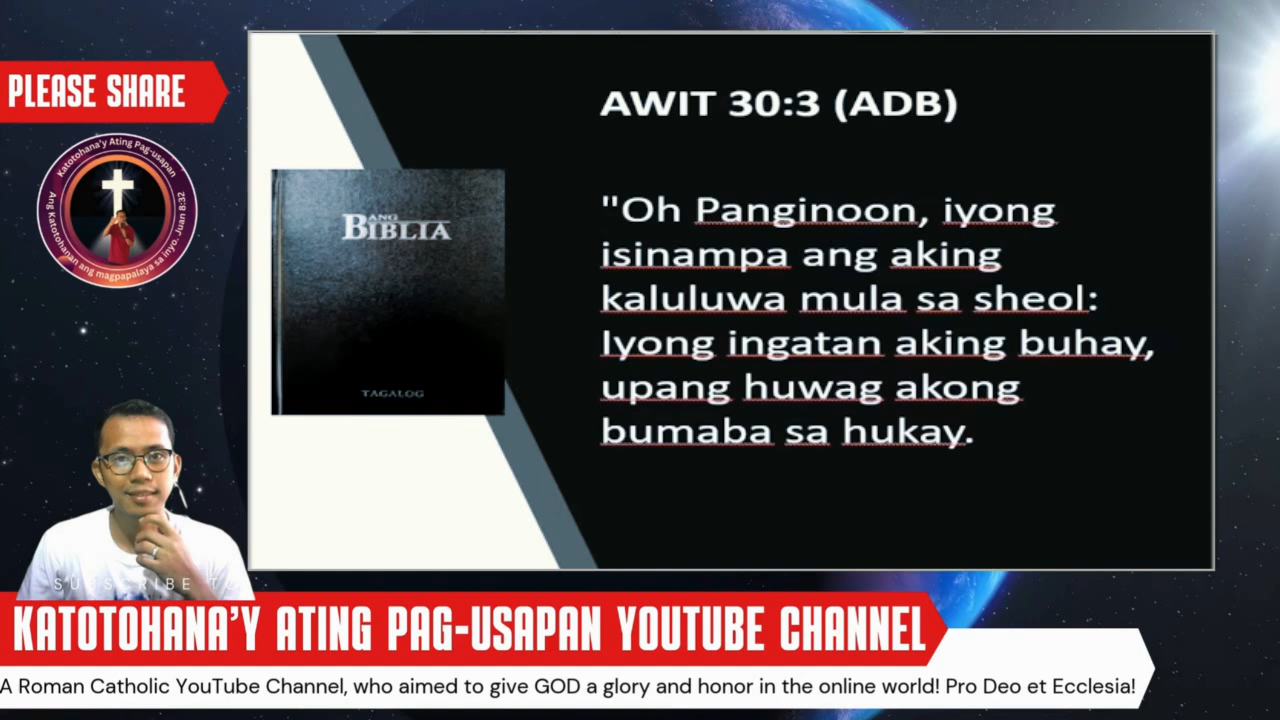 PLEASE SHARE
Katotohana'y Ating Pag-usapan
Ang Katotohanan ang magpapalaya sa inyo. Juan 8:32
AWIT 30:3 (ADB)
"Oh Panginoon, iyong
isinampa ang aking
kaluluwa mula sa sheol:
Iyong ingatan aking buhay,
upang huwag akong
bumaba sa hukay.
ANG
BIBLIA
TAGALOG
SUBSCRIBE TO
KATOTOHANA'Y ATING PAG-USAPAN YOUTUBE CHANNEL
A Roman Catholic YouTube Channel, who aimed to give GOD a glory and honor in the online world! Pro Deo et Ecclesia!